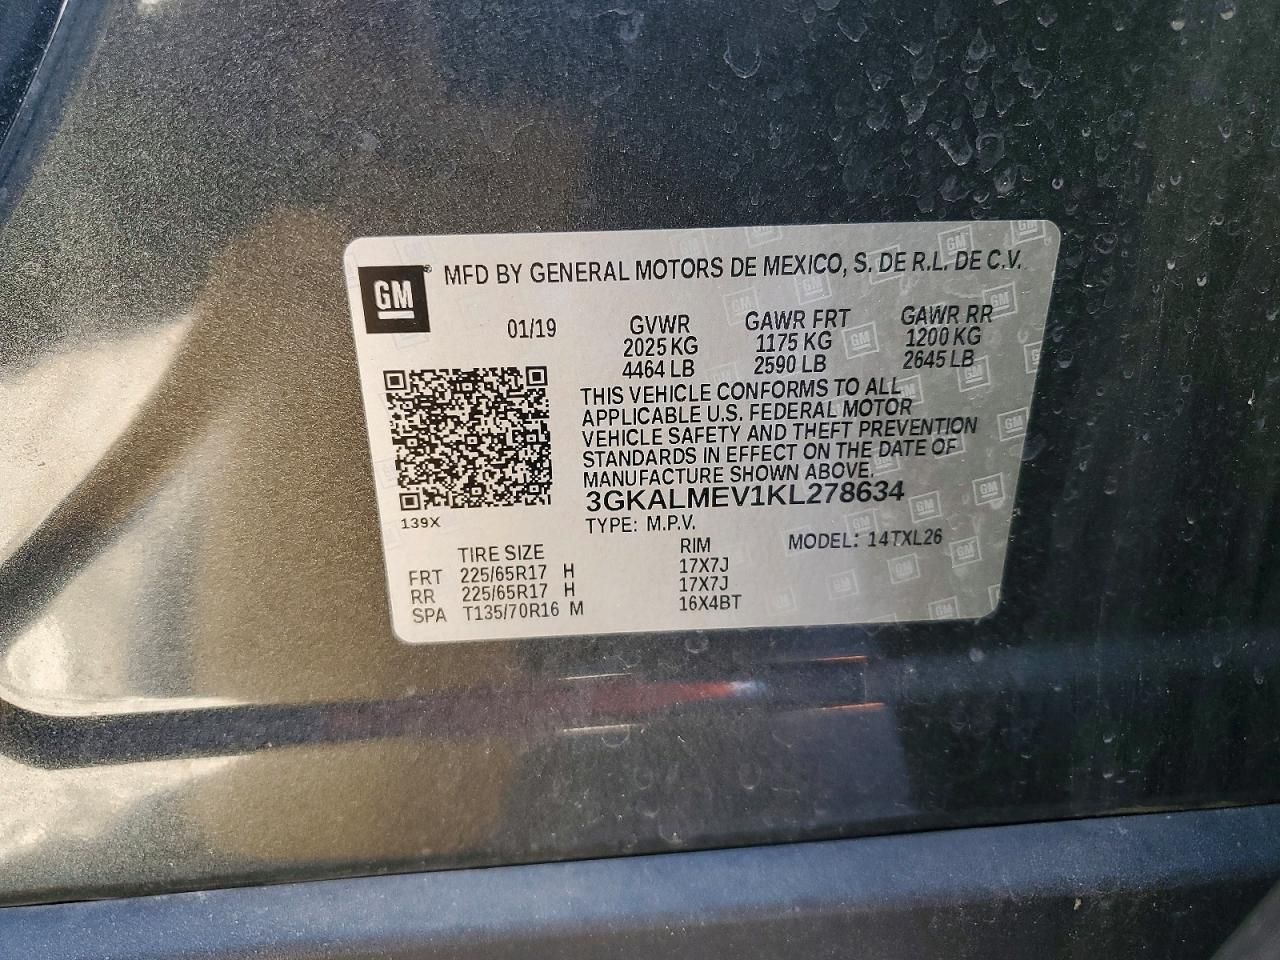 GM ® MFD BY GENERAL MOTORS DE MEXICO, S. DE R.L. DE C.V.
01/19 GVWR GAWR FRT GAWR RR
2025 KG 1175 KG 1200 KG
4464 LB 2590 LB 2645 LB
THIS VEHICLE CONFORMS TO ALL
APPLICABLE U.S. FEDERAL MOTOR
VEHICLE SAFETY AND THEFT PREVENTION
STANDARDS IN EFFECT ON THE DATE OF
MANUFACTURE SHOWN ABOVE.
3GKALMEV1KL278634
139X
TYPE: M.P.V. MODEL: 14TXL26
TIRE SIZE RIM
FRT 225/65R17 H 17X7J
RR 225/65R17 H 17X7J
SPA T135/70R16 M 16X4BT